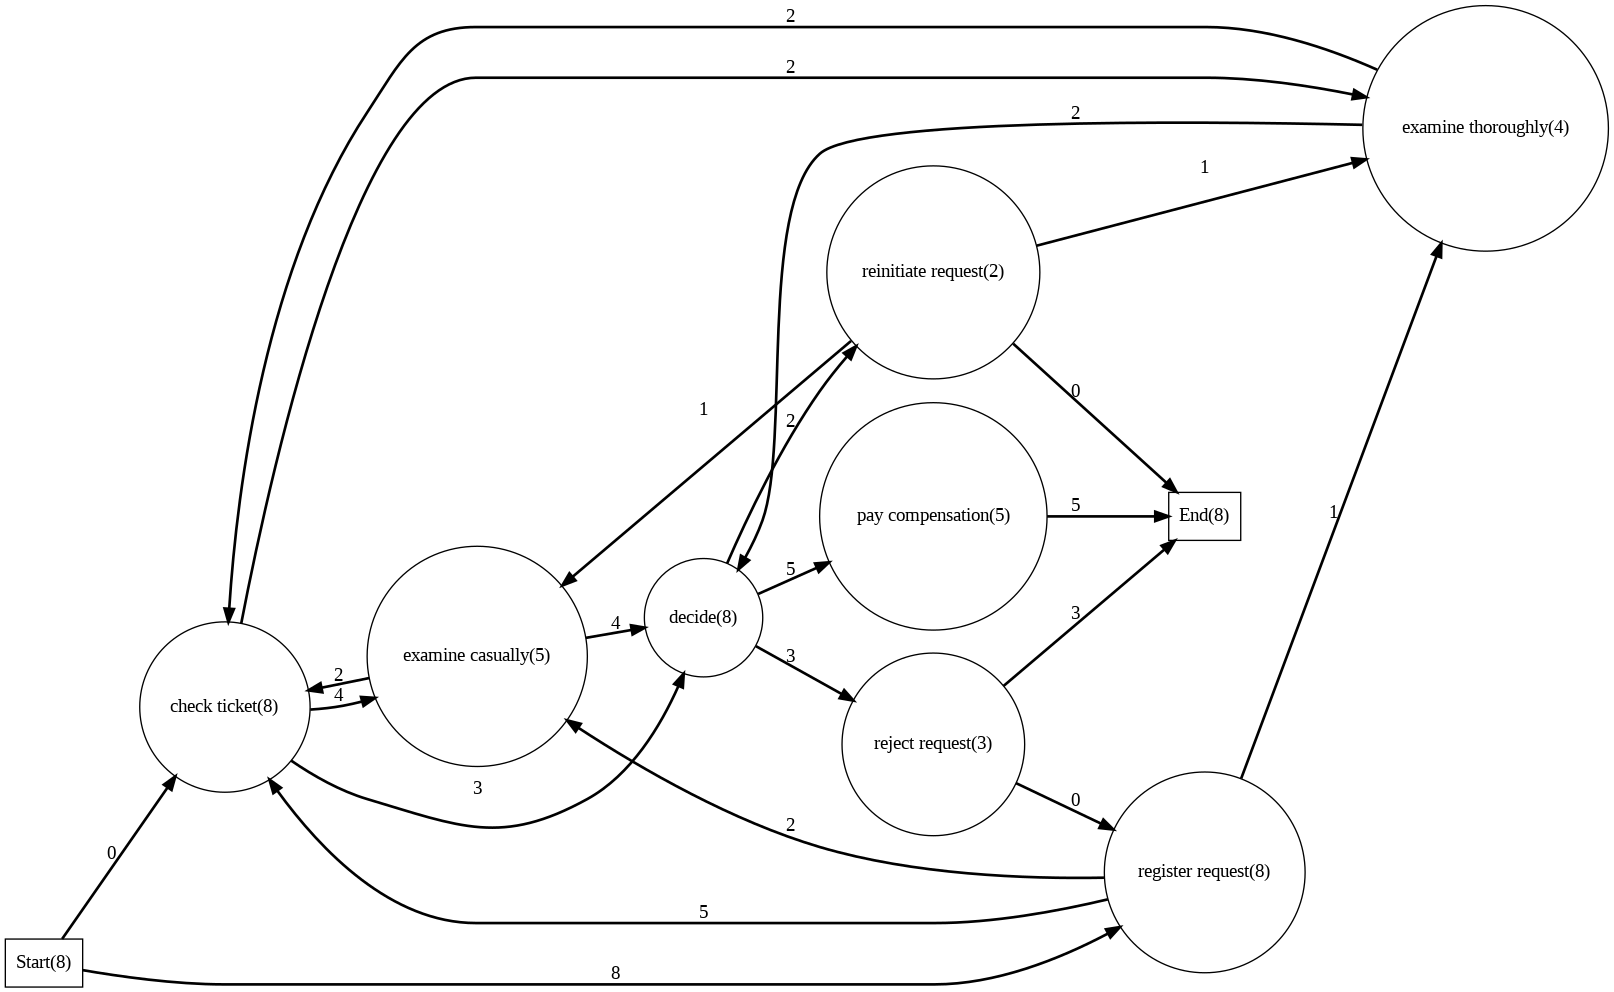 2
2
2
examine thoroughly(4)
1
reinitiate request(2)
0
1
2
pay compensation(5)
5
End(8)
5
decide(8)
4
examine casually(5)
3
3
2
4
check ticket(8)
reject request(3)
1
3
0
2
0
register request(8)
5
Start(8)
8